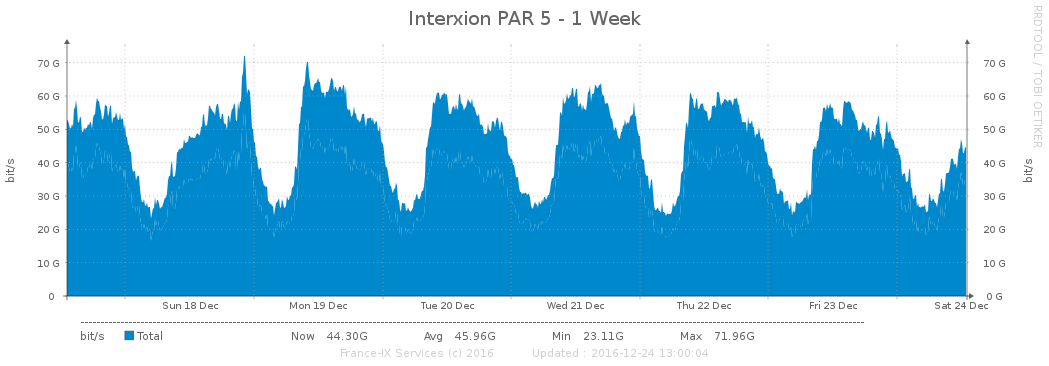 Interxion PAR 5 - 1 Week
RRDTOOL / TOBI OETIKER
bit/s
70 G 70 G
60 G 60 G
50 G 50 G
40 G 40 G
30 G 30 G
20 G 20 G
10 G 10 G
0 0 G
bit/s
Sun 18 Dec Mon 19 Dec Tue 20 Dec Wed 21 Dec Thu 22 Dec Fri 23 Dec Sat 24 Dec
bit/s Total Now 44.30G Avg 45.96G Min 23.11G Max 71.96G
France-IX Services (c) 2016 Updated : 2016-12-24 13:00:04